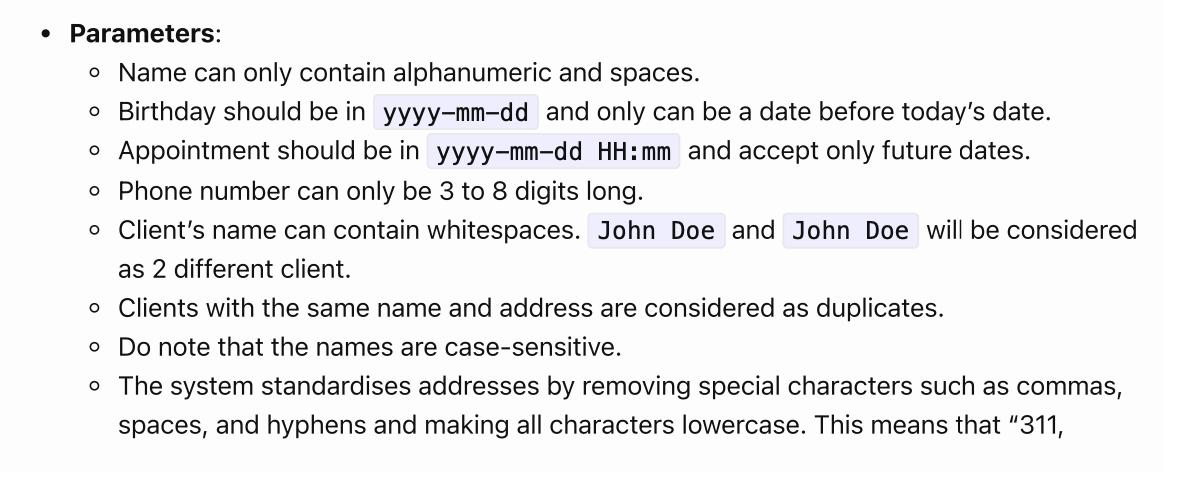 • Parameters:
◦ Name can only contain alphanumeric and spaces.
◦ Birthday should be in yyyy-mm-dd and only can be a date before today’s date.
◦ Appointment should be in yyyy-mm-dd HH:mm and accept only future dates.
◦ Phone number can only be 3 to 8 digits long.
◦ Client’s name can contain whitespaces. John Doe and John Doe will be considered
as 2 different client.
◦ Clients with the same name and address are considered as duplicates.
◦ Do note that the names are case-sensitive.
◦ The system standardises addresses by removing special characters such as commas,
spaces, and hyphens and making all characters lowercase. This means that “311,